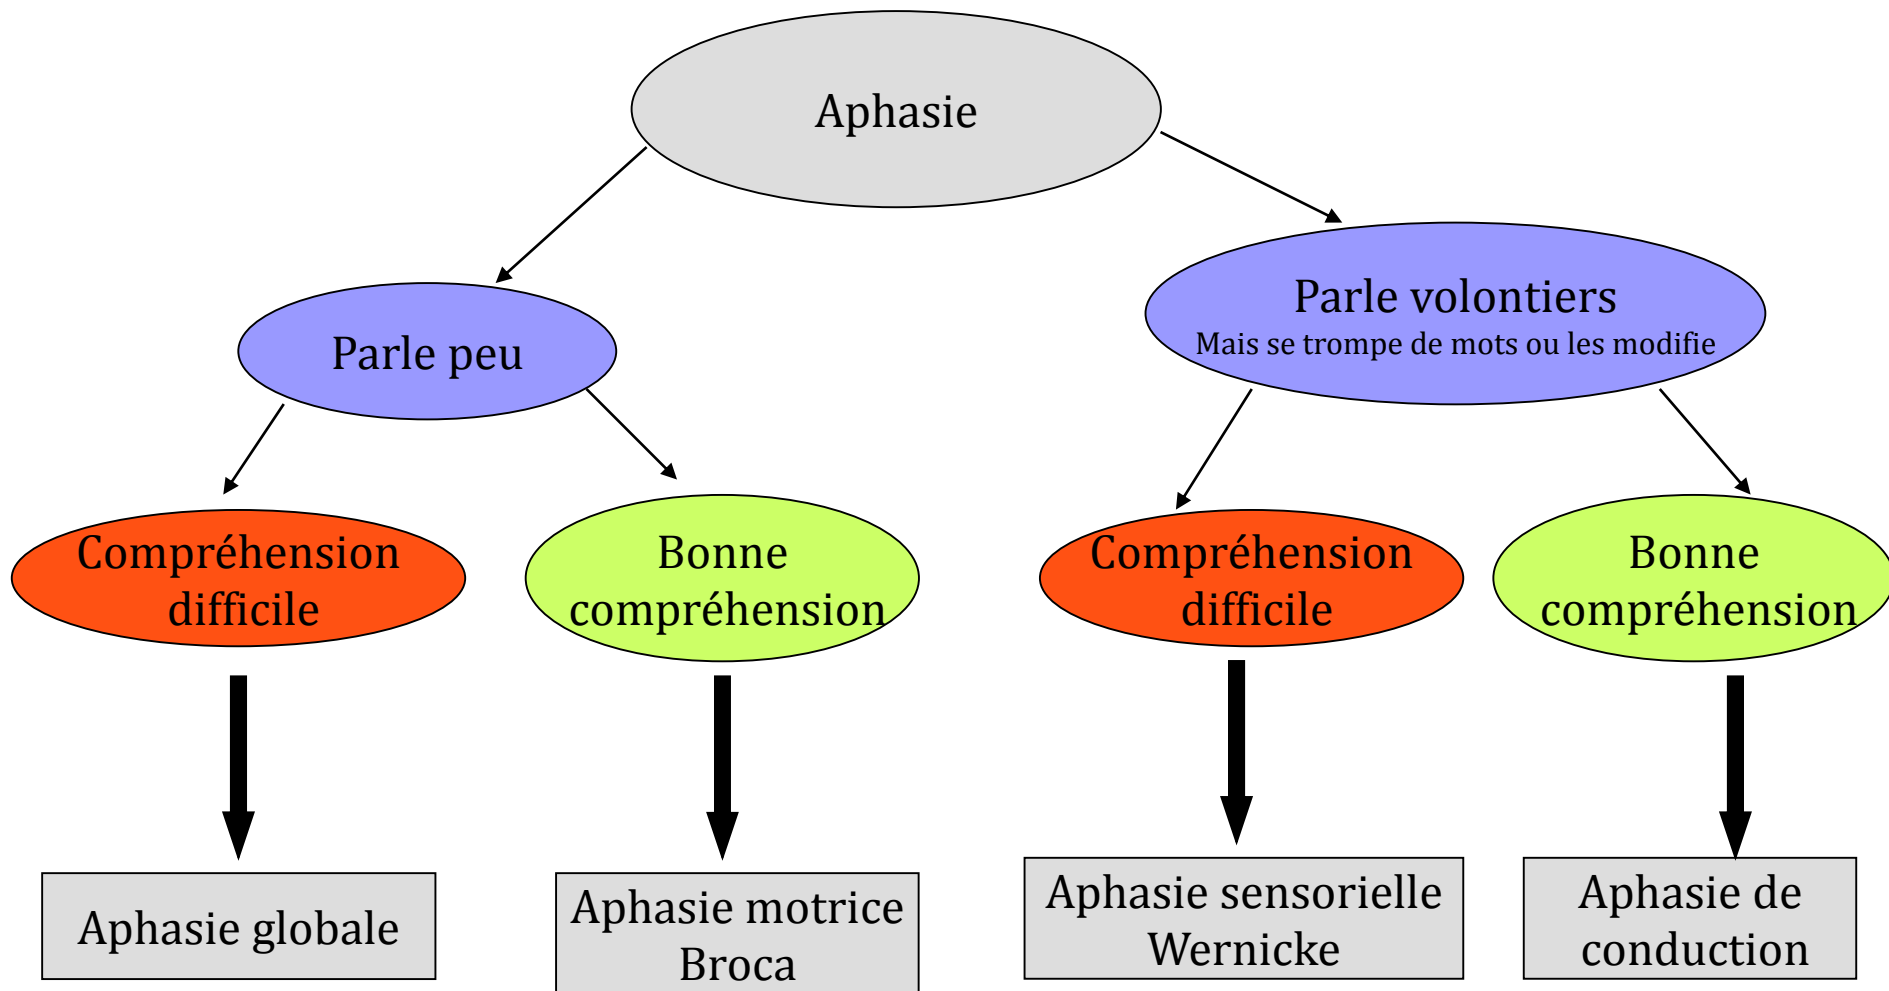 Aphasie
Parle peu
Parle volontiers
Mais se trompe de mots ou les modifie
Compréhension
difficile
Bonne
compréhension
Compréhension
difficile
Bonne
compréhension
Aphasie globale
Aphasie motrice
Broca
Aphasie sensorielle
Wernicke
Aphasie de
conduction